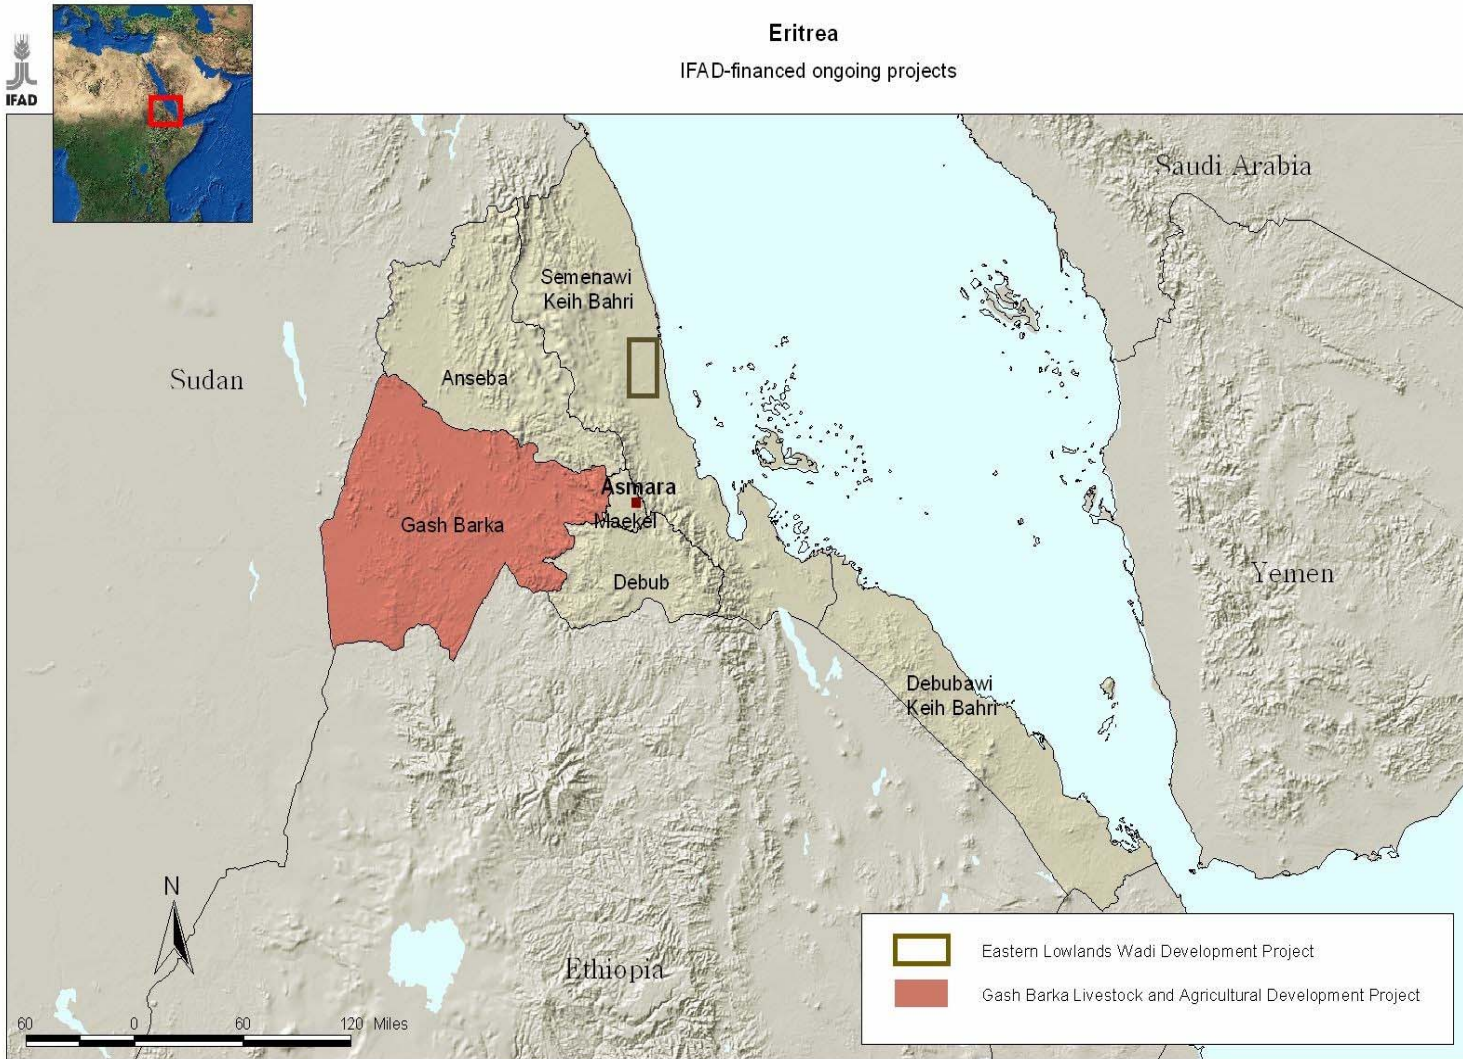 Eritrea
IFAD-financed ongoing projects
IFAD
Saudi Arabia
Semenawi
Keih Bahri
Sudan
Anseba
Asmara
Gash Barka
Maekel
Debub
Yemen
Debubawi
Keih Bahri
N
Ethiopia
Eastern Lowlands Wadi Development Project
Gash Barka Livestock and Agricultural Development Project
60 0 60 120 Miles